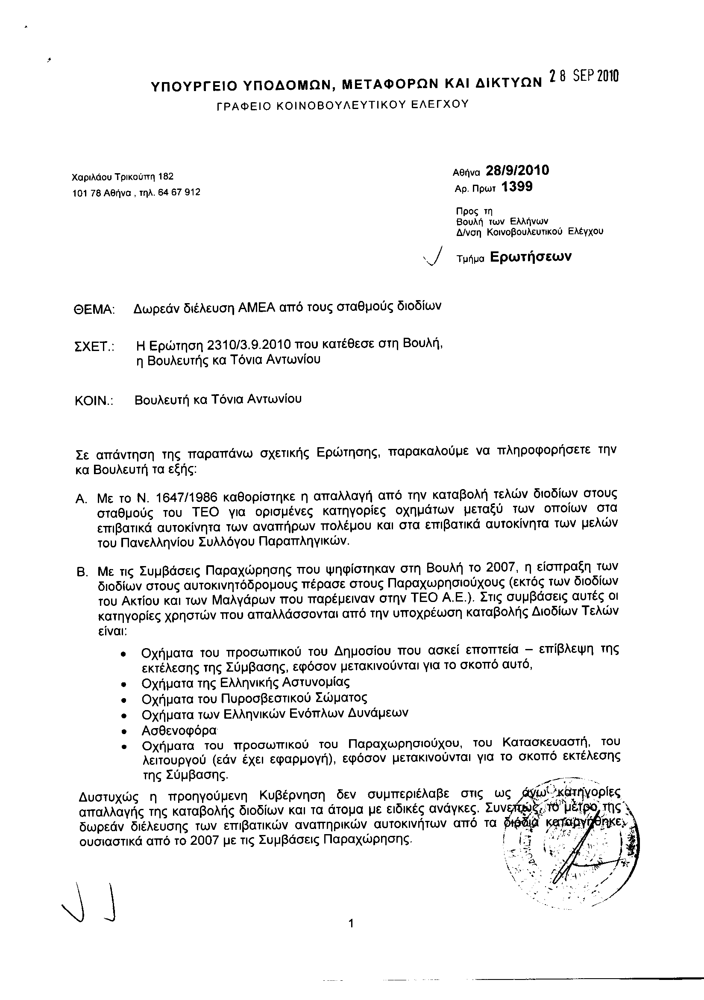 28 SEP 2010
ΥΠΟΥΡΓΕΙΟ ΥΠΟΔΟΜΩΝ, ΜΕΤΑΦΟΡΩΝ ΚΑΙ ΔΙΚΤΥΩΝ
ΓΡΑΦΕΙΟ ΚΟΙΝΟΒΟΥΛΕΥΤΙΚΟΥ ΕΛΕΓΧΟΥ
Χαριλάου Τρικούπη 182
101 78 Αθήνα , τηλ. 64 67 912
Αθήνα 28/9/2010
Αρ. Πρωτ 1399
Προς τη
Βουλή των Ελλήνων
Δ/νση Κοινοβουλευτικού Ελέγχου
Τμήμα Ερωτήσεων
ΘΕΜΑ: Δωρεάν διέλευση ΑΜΕΑ από τους σταθμούς διοδίων
ΣΧΕΤ.: Η Ερώτηση 2310/3.9.2010 που κατέθεσε στη Βουλή,
η Βουλευτής κα Τόνια Αντωνίου
ΚΟΙΝ.: Βουλευτή κα Τόνια Αντωνίου
Σε απάντηση της παραπάνω σχετικής Ερώτησης, παρακαλούμε να πληροφορήσετε την
κα Βουλευτή τα εξής:
Α. Με το Ν. 1647/1986 καθορίστηκε η απαλλαγή από την καταβολή τελών διοδίων στους
σταθμούς του ΤΕΟ για ορισμένες κατηγορίες οχημάτων μεταξύ των οποίων στα
επιβατικά αυτοκίνητα των αναπήρων πολέμου και στα επιβατικά αυτοκίνητα των μελών
του Πανελληνίου Συλλόγου Παραπληγικών.
Β. Με τις Συμβάσεις Παραχώρησης που ψηφίστηκαν στη Βουλή το 2007, η είσπραξη των
διοδίων στους αυτοκινητόδρομους πέρασε στους Παραχωρησιούχους (εκτός των διοδίων
του Ακτίου και των Μαλγάρων που παρέμειναν στην ΤΕΟ Α.Ε.). Στις συμβάσεις αυτές οι
κατηγορίες χρηστών που απαλλάσσονται από την υποχρέωση καταβολής Διοδίων Τελών
είναι:
• Οχήματα του προσωπικού του Δημοσίου που ασκεί εποπτεία – επίβλεψη της
εκτέλεσης της Σύμβασης, εφόσον μετακινούνται για το σκοπό αυτό,
• Οχήματα της Ελληνικής Αστυνομίας
• Οχήματα του Πυροσβεστικού Σώματος
• Οχήματα των Ελληνικών Ενόπλων Δυνάμεων
• Ασθενοφόρα
• Οχήματα του προσωπικού του Παραχωρησιούχου, του Κατασκευαστή, του
λειτουργού (εάν έχει εφαρμογή), εφόσον μετακινούνται για το σκοπό εκτέλεσης
της Σύμβασης.
Δυστυχώς η προηγούμενη Κυβέρνηση δεν συμπεριέλαβε στις ως άνω κατηγορίες
απαλλαγής της καταβολής διοδίων και τα άτομα με ειδικές ανάγκες. Συνεπώς, το μέτρο της
δωρεάν διέλευσης των επιβατικών αναπηρικών αυτοκινήτων από τα διόδια καταργήθηκε
ουσιαστικά από το 2007 με τις Συμβάσεις Παραχώρησης.
1